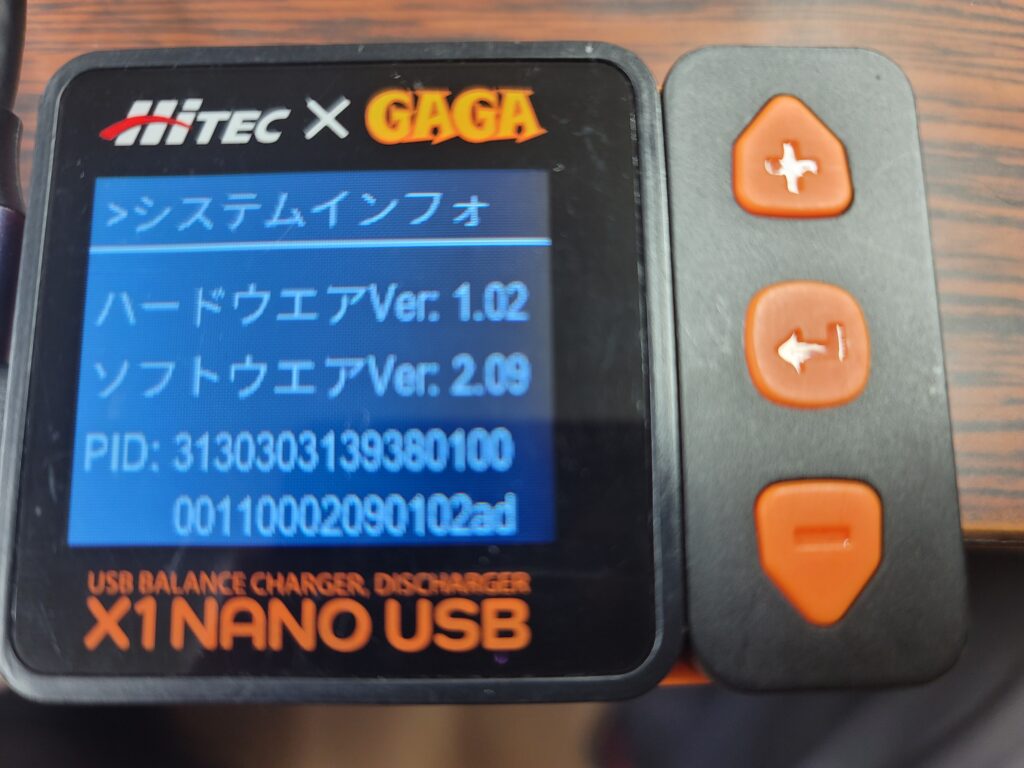 HiTEC × GAGA
>システムインフォ
ハードウエアVer: 1.02
ソフトウエアVer: 2.09
PID: 3130303139380100
00110002090102ad
USB BALANCE CHARGER, DISCHARGER
X1 NANO USB
+
-